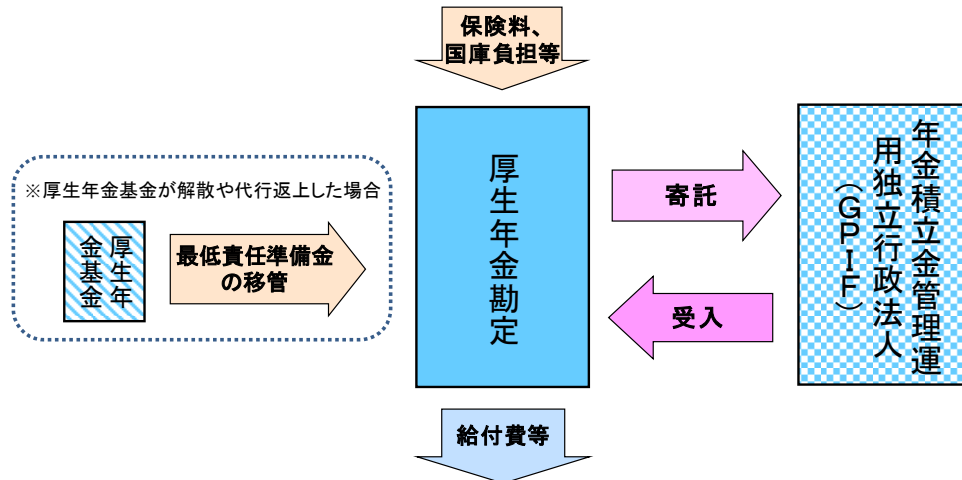 保険料、
国庫負担等
※厚生年金基金が解散や代行返上した場合
厚生年
金基金
最低責任準備金
の移管
厚生年金勘定
寄託
受入
年金積立金管理運
用独立行政法人
（GPIF）
給付費等